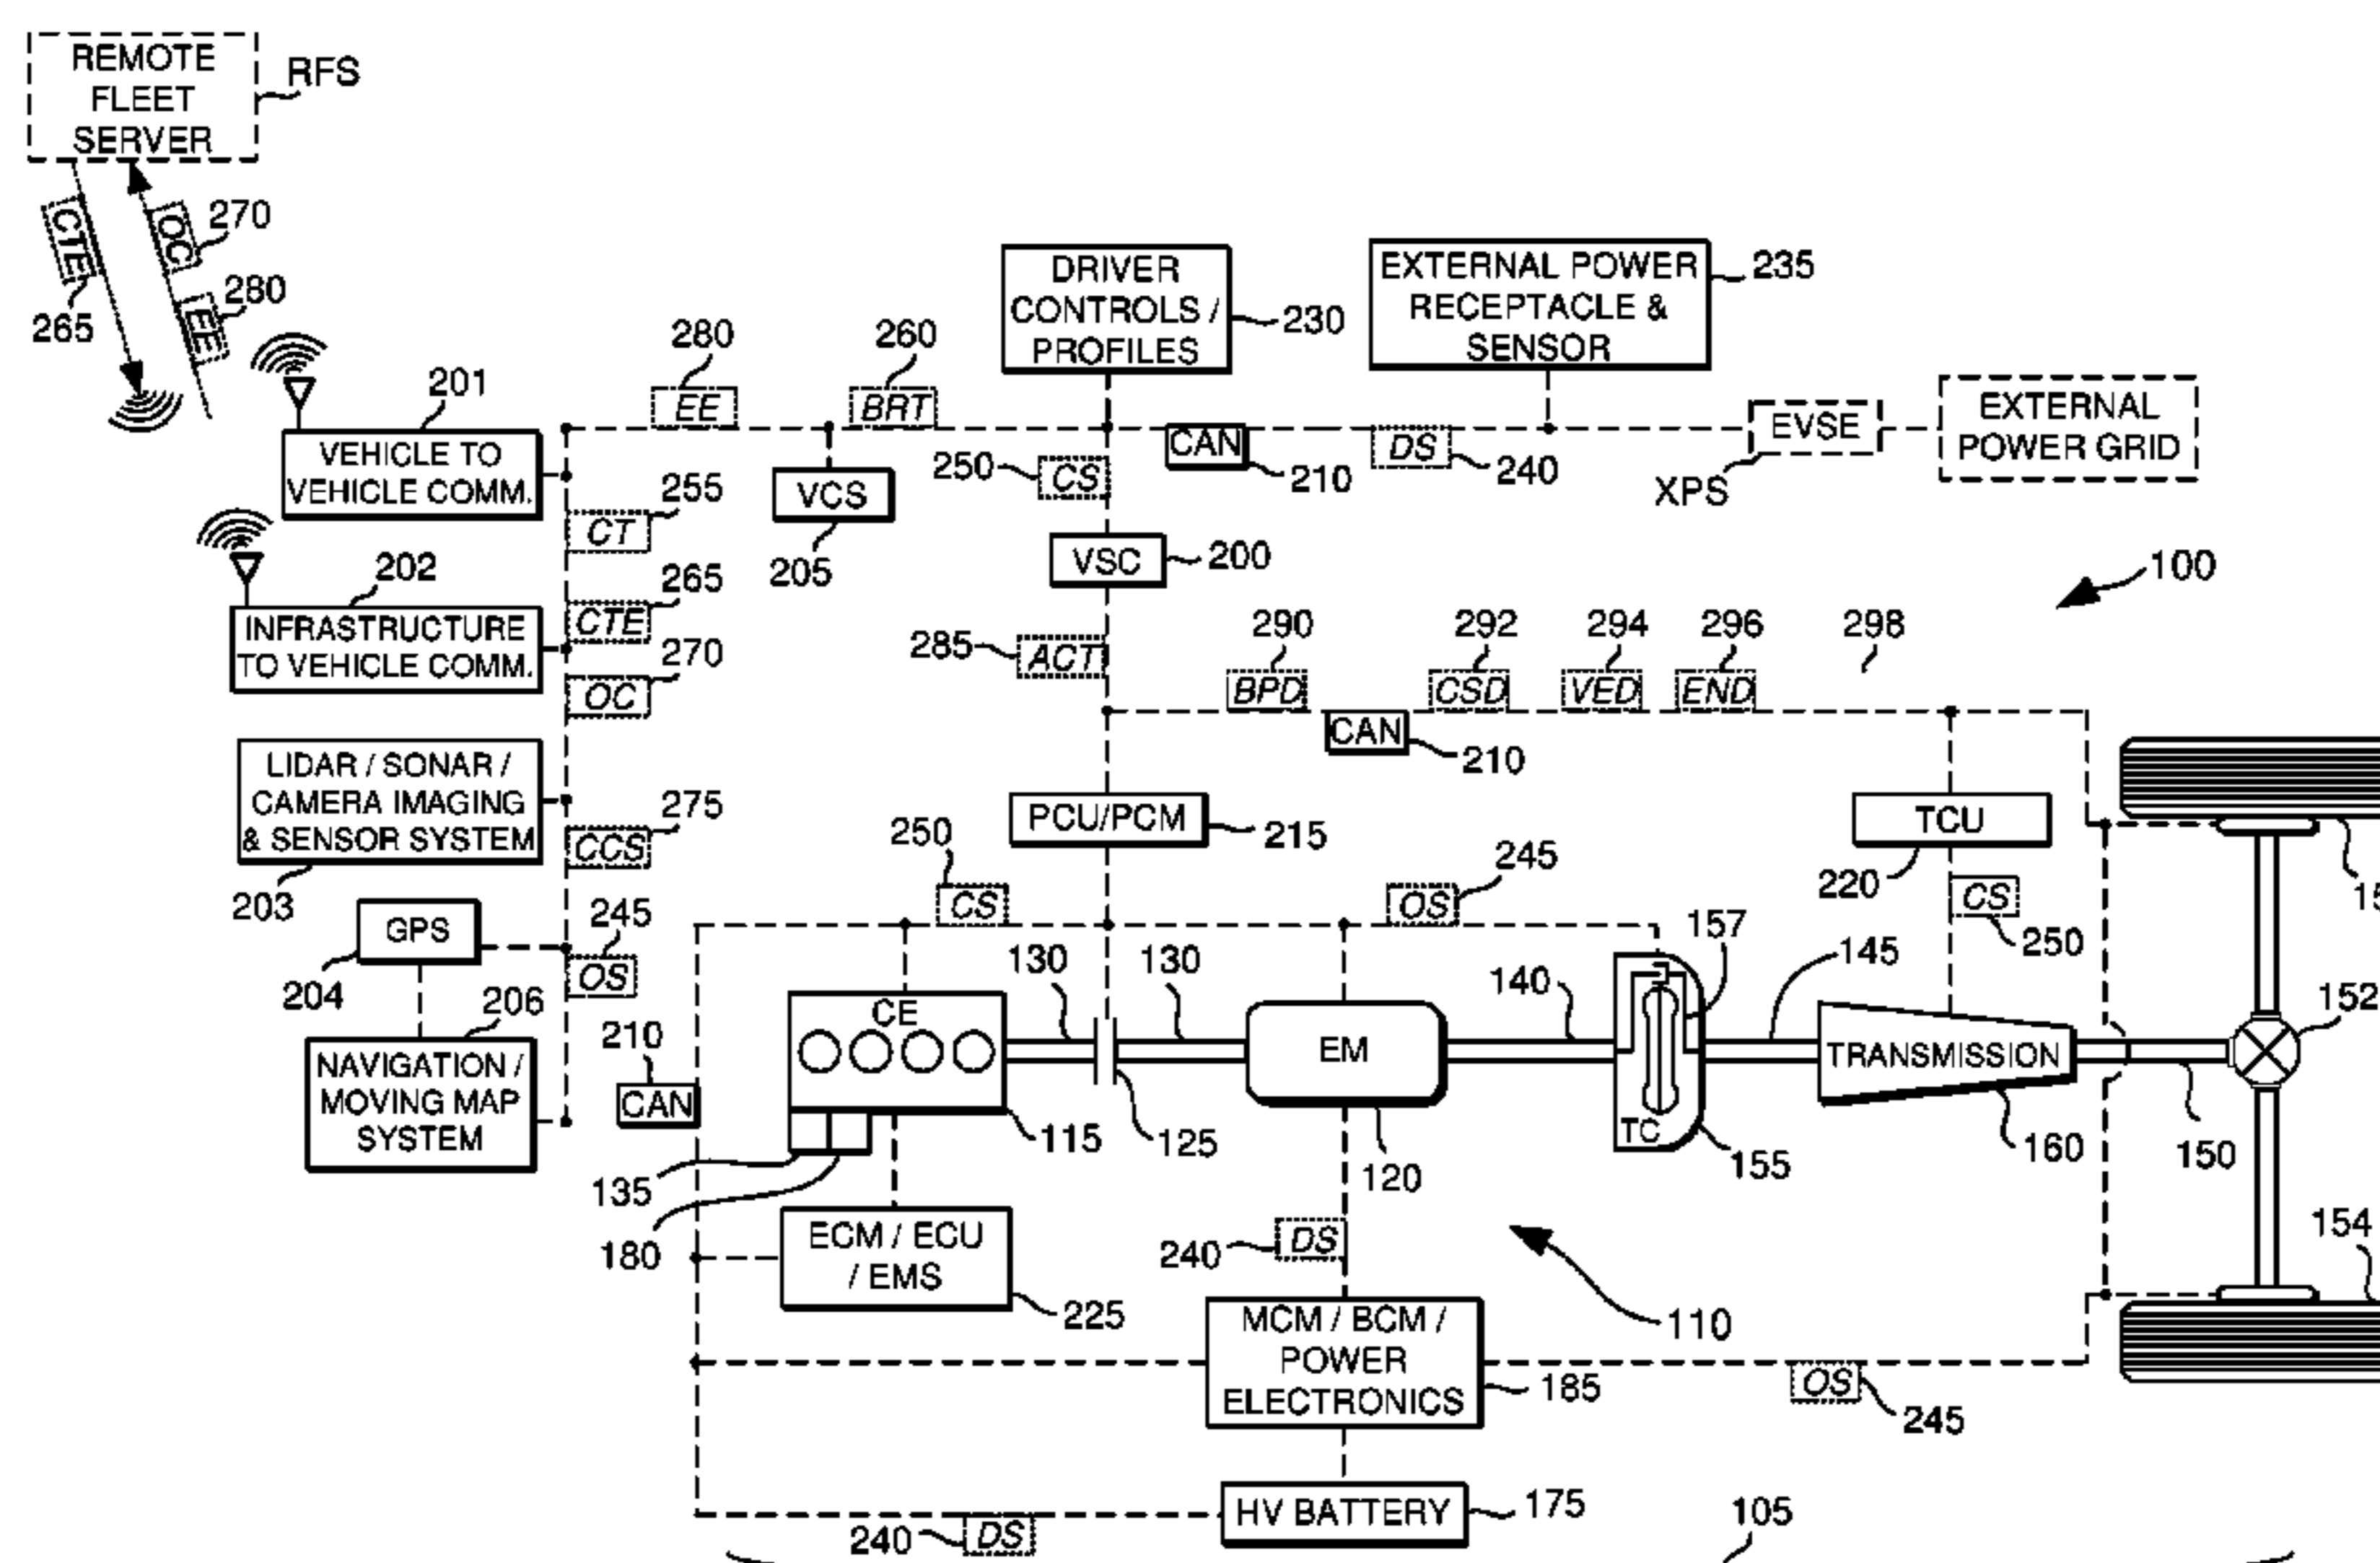 REMOTE
FLEET
SERVER
RFS
CTE
265
OC
270
EE
280
201
VEHICLE TO
VEHICLE COMM.
202
INFRASTRUCTURE
TO VEHICLE COMM.
LIDAR / SONAR /
CAMERA IMAGING
& SENSOR SYSTEM
203
GPS
204
206
NAVIGATION /
MOVING MAP
SYSTEM
255
CT
265
CTE
270
OC
275
CCS
245
OS
280
EE
260
BRT
VCS
205
DRIVER
CONTROLS /
PROFILES
230
EXTERNAL POWER
RECEPTACLE &
SENSOR
235
250
CS
CAN
210
DS
240
EVSE
XPS
EXTERNAL
POWER GRID
VSC
200
100
285
ACT
290
BPD
292
CSD
294
VED
296
END
298
CAN
210
PCU/PCM
215
TCU
220
CS
250
250
CS
245
OS
157
145
140
130
130
210
CAN
CE
EM
TC
TRANSMISSION
152
115
125
120
155
160
150
135
180
ECM / ECU
/ EMS
225
240
DS
110
154
MCM / BCM /
POWER
ELECTRONICS
185
OS
245
HV BATTERY
175
240
DS
105